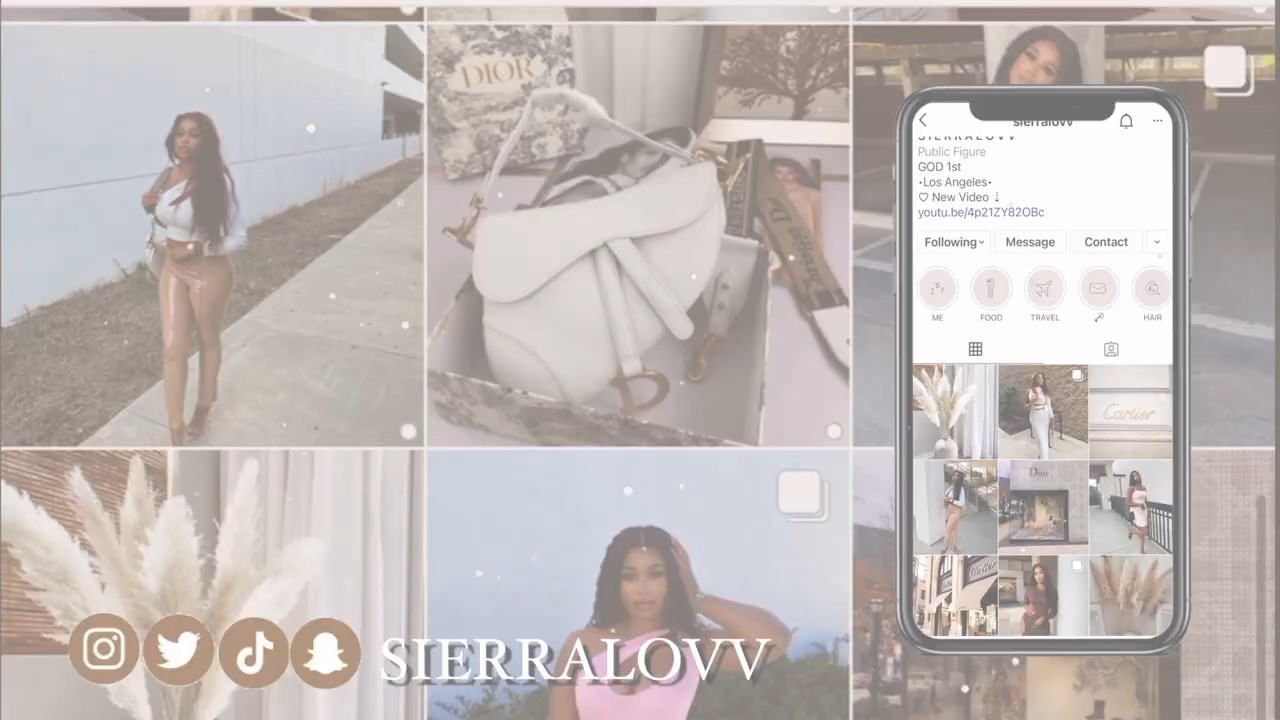 DIOR
sierralovv
SIERRALOVV
Public Figure
GOD 1st
•Los Angeles•
♡ New Video ⇣
youtu.be/4p21ZY82OBc
Following
Message
Contact
ME
FOOD
TRAVEL
HAIR
Cartier
Dior
Cartier
SIERRALOVV